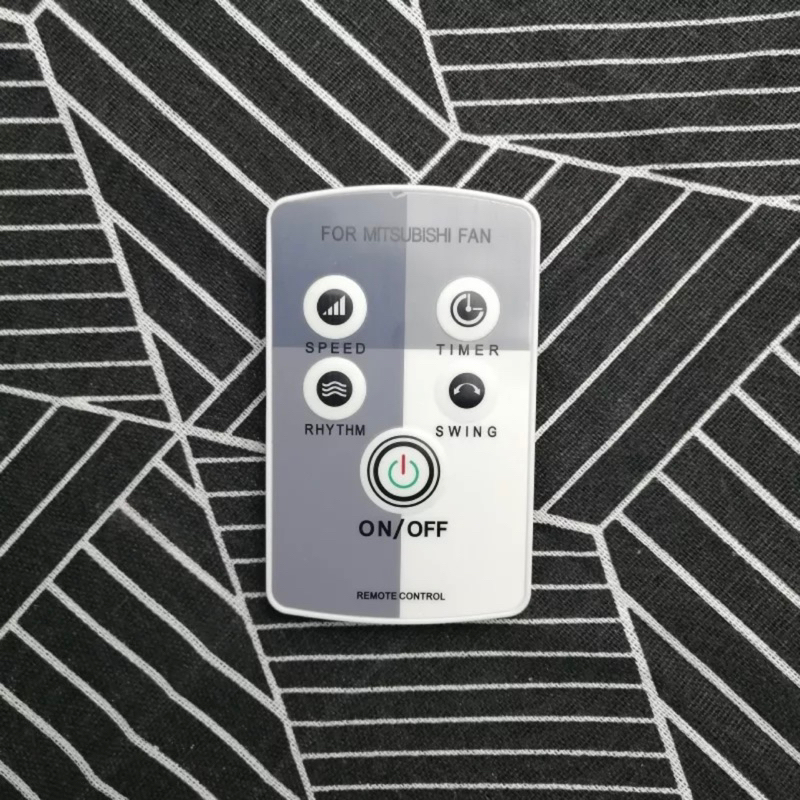 FOR MITSUBISHI FAN
SPEED TIMER
RHYTHM SWING
ON/OFF
REMOTE CONTROL